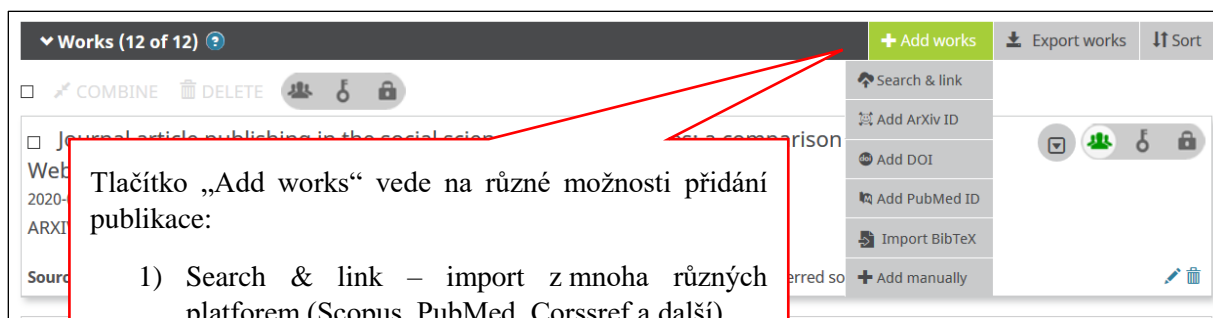 Works (12 of 12) ?
+ Add works
Export works
Sort
COMBINE DELETE
Search & link
Add ArXiv ID
Add DOI
Add PubMed ID
Import BibTeX
Add manually
Journal article publishing in the social scien
es: a comparison
Web
2020-
ARXI
Sourc
erred so
Tlačítko „Add works“ vede na různé možnosti přidání
publikace:
1) Search & link – import z mnoha různých
platforem (Scopus, PubMed, Corssref a další)